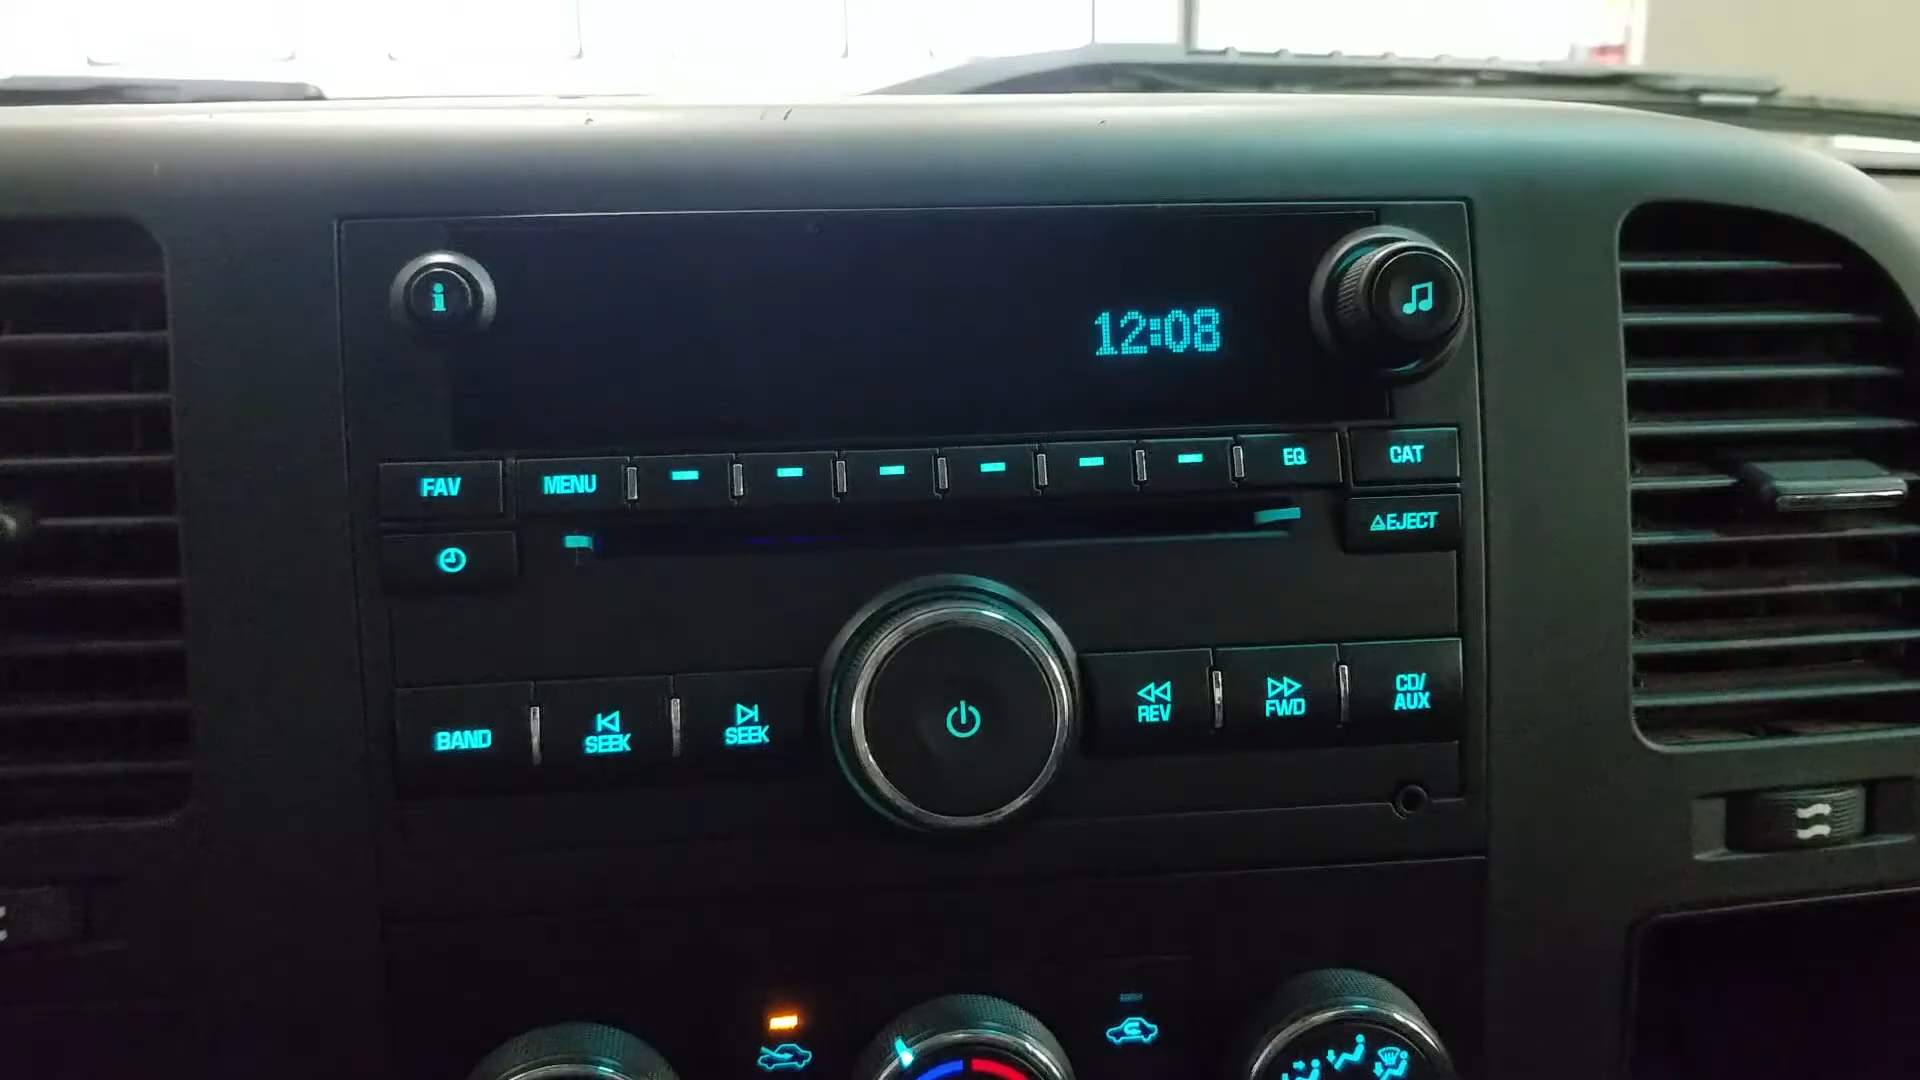 12:08
FAV
MENU
EQ
CAT
EJECT
BAND
SEEK
SEEK
REV
FWD
CD/
AUX